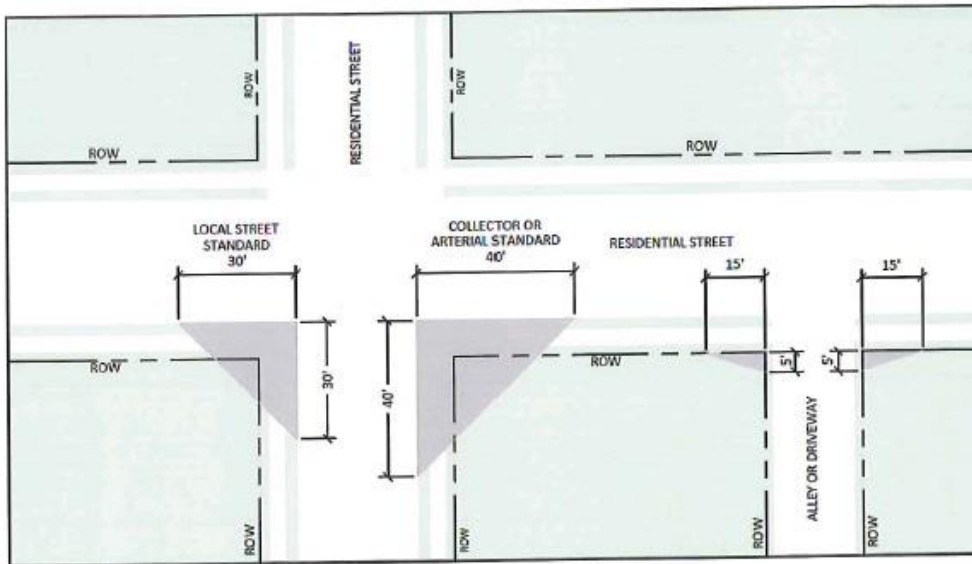 RESIDENTIAL STREET
ROW
ROW
ROW
ROW
LOCAL STREET
STANDARD
30'
COLLECTOR OR
ARTERIAL STANDARD
40'
RESIDENTIAL STREET
15'
15'
30'
40'
5'
5'
ROW
ROW
ALLEY OR DRIVEWAY
ROW
ROW
ROW
ROW